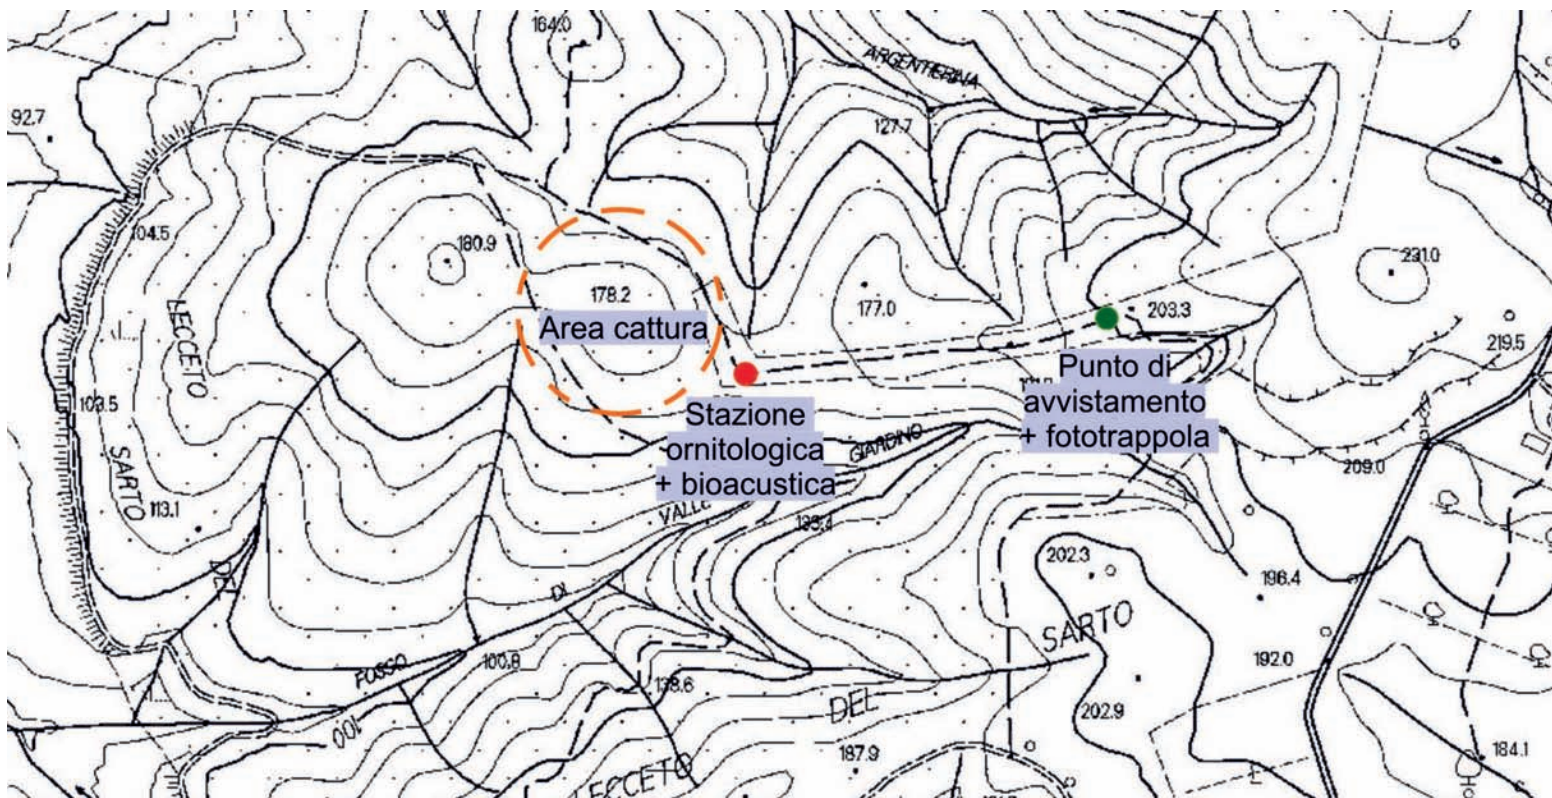 164.0
ARGENTIERINA
92.7
127.7
104.5
180.9
231.0
178.2
177.0
203.3
LECCETO
Area cattura
219.5
Punto di
avvistamento
+ fototrappola
103.5
Stazione
ornitologica
+ bioacustica
GIARDINO
SARTO
209.0
113.1
VALLE
133.4
DEL
202.3
196.4
DI
SARTO
FOSSO
100.8
192.0
138.6
DEL
202.9
100
187.9
184.1
LECCETO